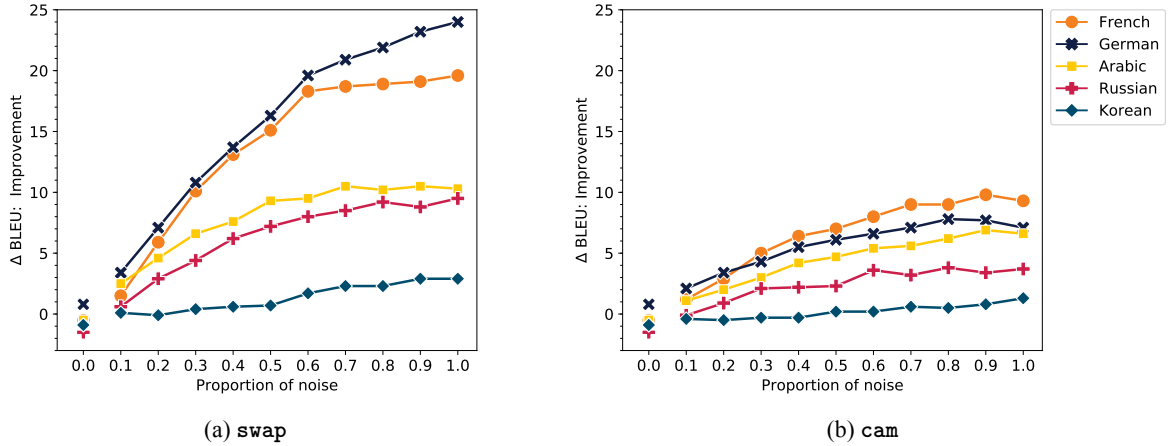 25
20
15
10
5
0
Δ BLEU: Improvement
0.0 0.1 0.2 0.3 0.4 0.5 0.6 0.7 0.8 0.9 1.0
Proportion of noise
(a) swap
25
20
15
10
5
0
Δ BLEU: Improvement
0.0 0.1 0.2 0.3 0.4 0.5 0.6 0.7 0.8 0.9 1.0
Proportion of noise
(b) cam
French
German
Arabic
Russian
Korean